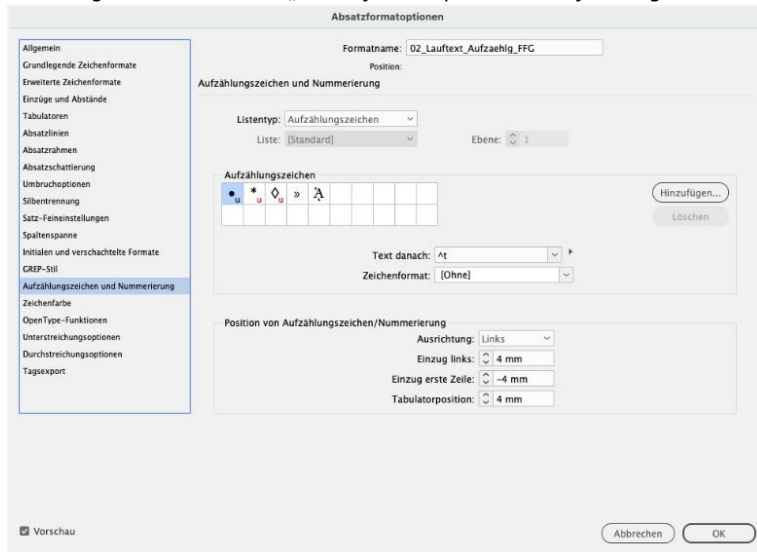 Absatzformatoptionen
Allgemein
Grundlegende Zeichenformate
Erweiterte Zeichenformate
Einzüge und Abstände
Tabulatoren
Absatzlinien
Absatzrahmen
Absatzschattierung
Umbruchoptionen
Silbentrennung
Satz-Feineinstellungen
Spaltenspanne
Initialen und verschachtelte Formate
GREP-Stil
Aufzählungszeichen und Nummerierung
Zeichenfarbe
OpenType-Funktionen
Unterstreichungsoptionen
Durchstreichungsoptionen
Tagsexport
Formatname: 02_Lauftext_Aufzaehlg_FFG
Position:
Aufzählungszeichen und Nummerierung
Listentyp: Aufzählungszeichen
Liste: [Standard] Ebene: 1
Aufzählungszeichen
•u *u ◊u »
Hinzufügen...
Löschen
Text danach: ^t
Zeichenformat: [Ohne]
Position von Aufzählungszeichen/Nummerierung
Ausrichtung: Links
Einzug links: 4 mm
Einzug erste Zeile: -4 mm
Tabulatorposition: 4 mm
Vorschau
Abbrechen OK